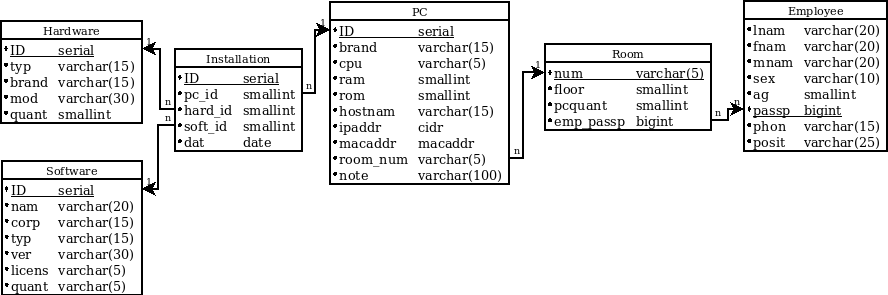 Hardware
ID serial
typ varchar(15)
brand varchar(15)
mod varchar(30)
quant smallint
Software
ID serial
nam varchar(20)
corp varchar(15)
typ varchar(15)
ver varchar(30)
licens varchar(5)
quant varchar(5)
1
n
n
1
Installation
ID serial
pc_id smallint
hard_id smallint
soft_id smallint
dat date
n
1
PC
ID serial
brand varchar(15)
cpu varchar(5)
ram smallint
rom smallint
hostnam varchar(15)
ipaddr cidr
macaddr macaddr
room_num varchar(5)
note varchar(100)
n
1
Room
num varchar(5)
floor smallint
pcquant smallint
emp_passp bigint
n
n
Employee
lnam varchar(20)
fnam varchar(20)
mnam varchar(20)
sex varchar(10)
ag smallint
passp bigint
phon varchar(15)
posit varchar(25)